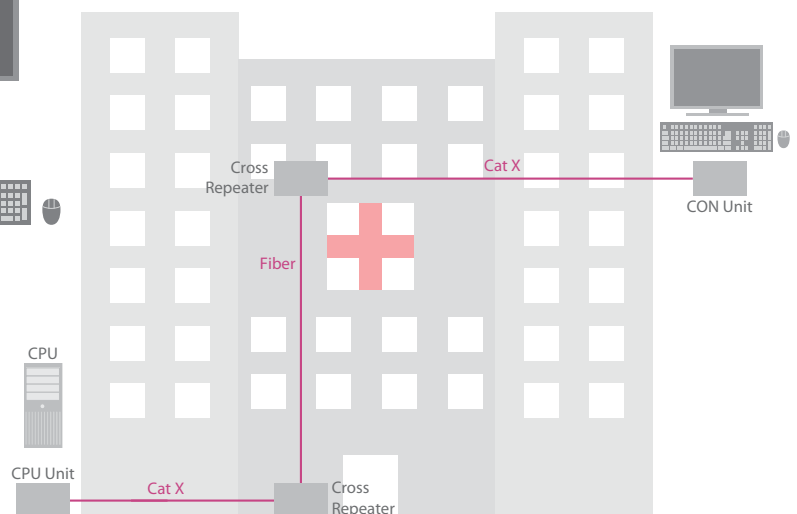 Cross
Repeater
Cat X
CON Unit
Fiber
CPU
CPU Unit
Cat X
Cross
Repeater